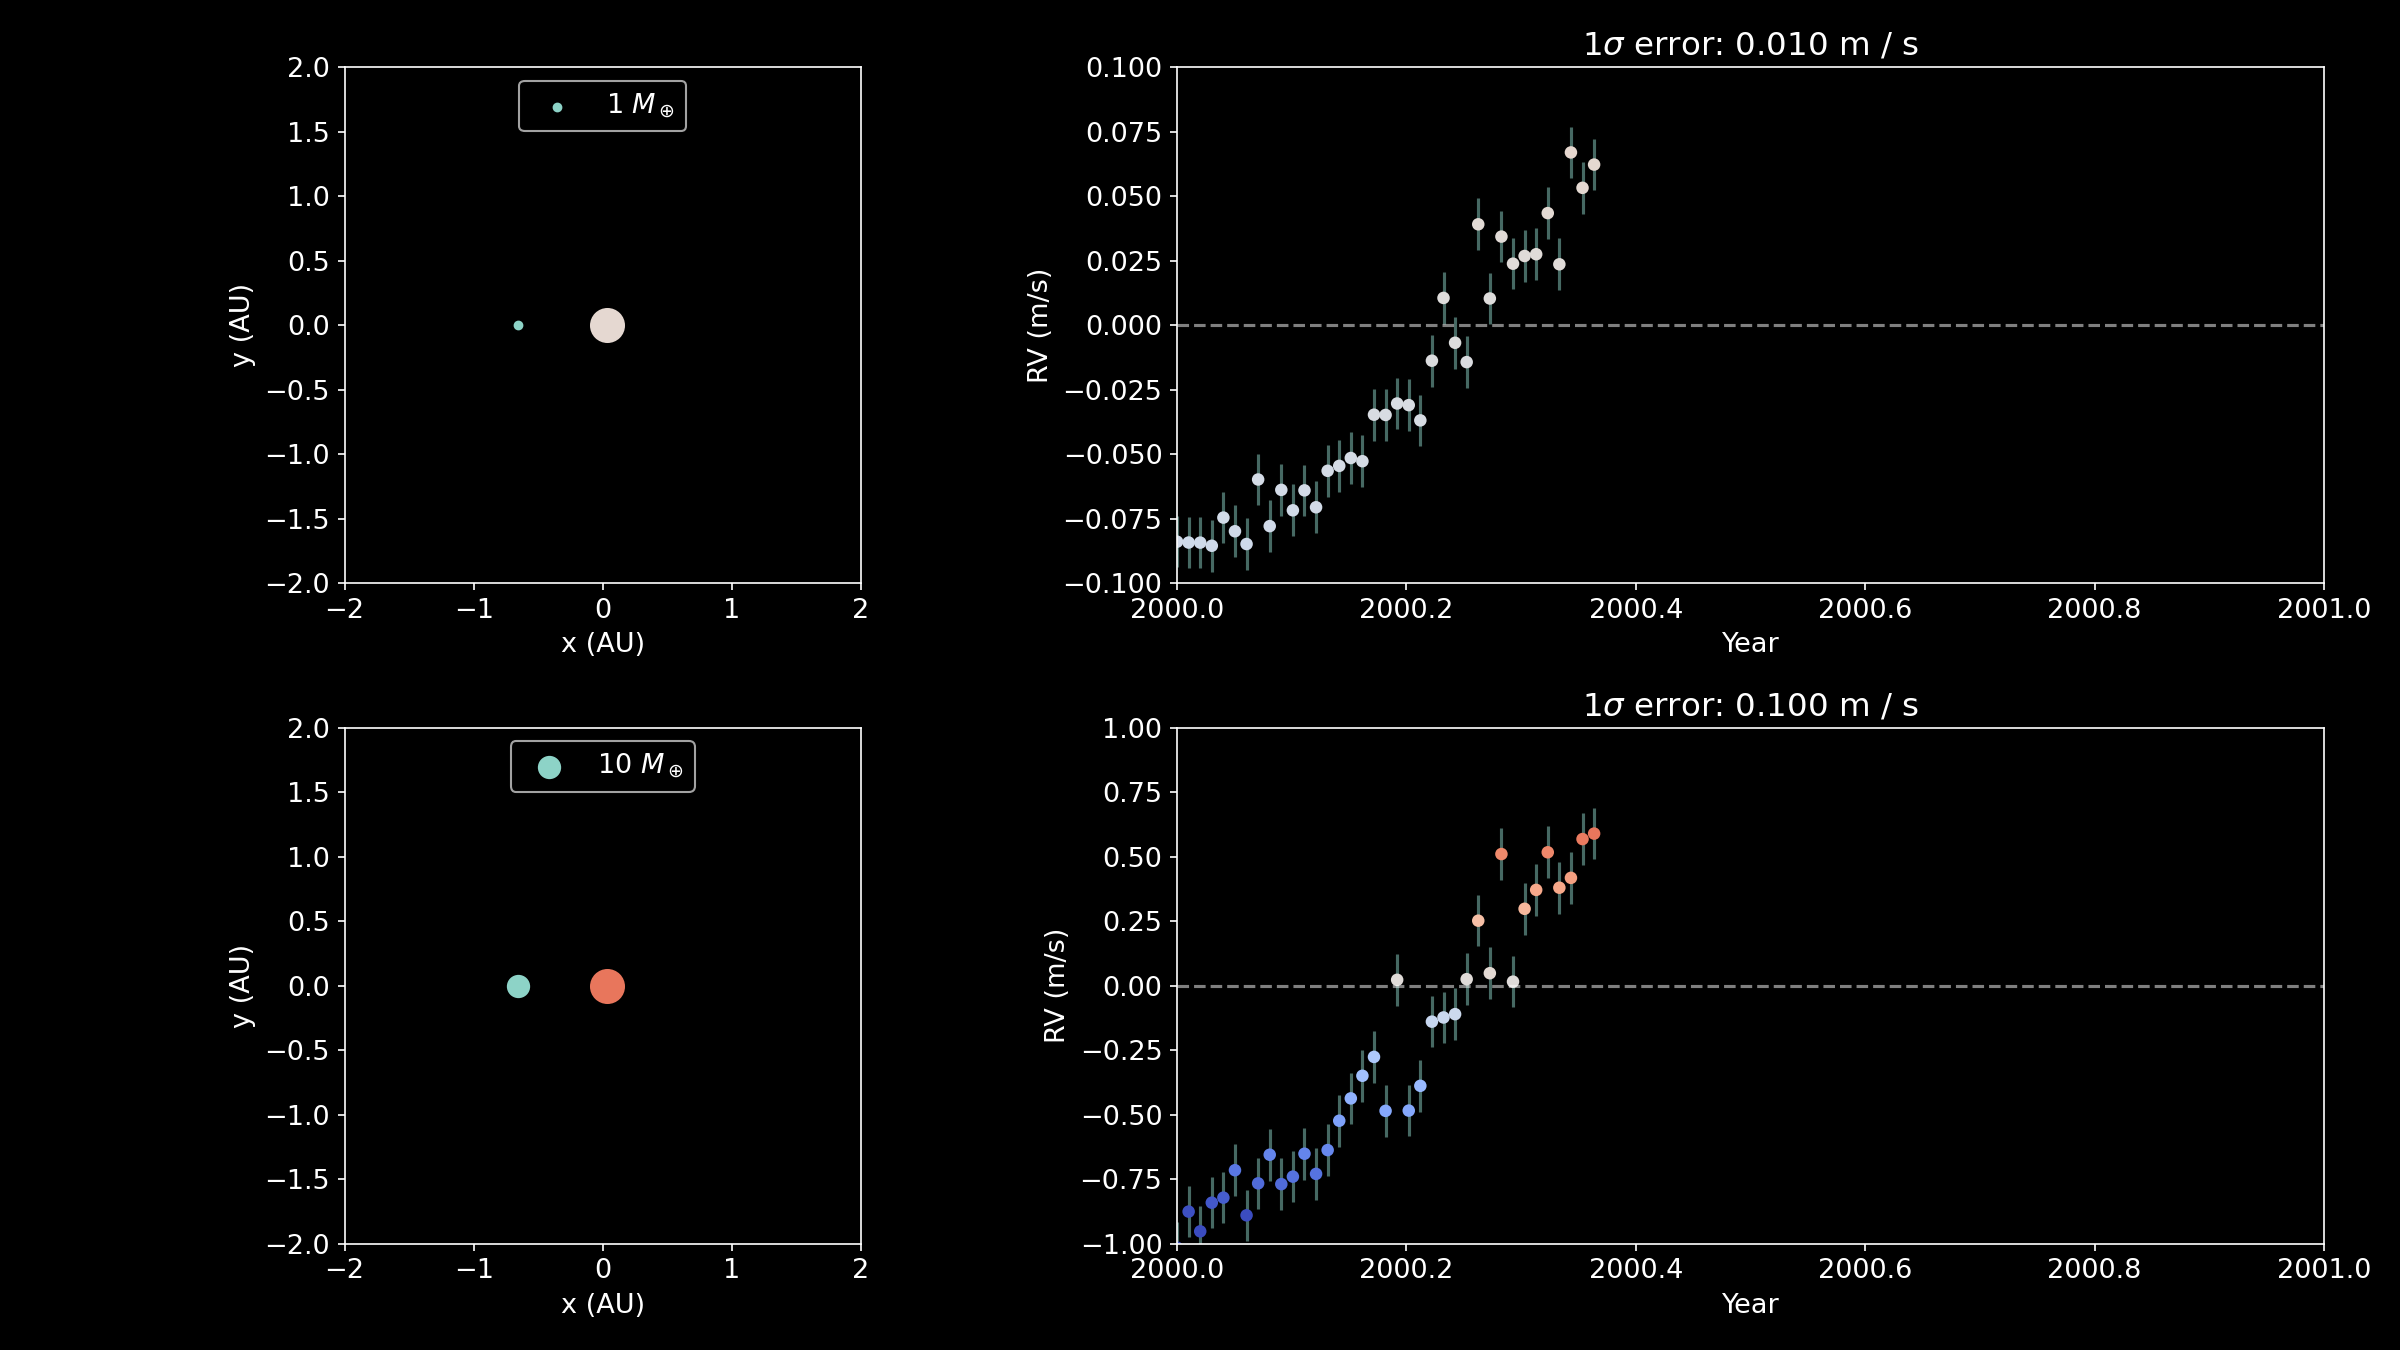 1 M⊕
2.0
1.5
1.0
0.5
0.0
−0.5
−1.0
−1.5
−2.0
y (AU)
−2 −1 0 1 2
x (AU)
1σ error: 0.010 m / s
0.100
0.075
0.050
0.025
0.000
−0.025
−0.050
−0.075
−0.100
RV (m/s)
2000.0 2000.2 2000.4 2000.6 2000.8 2001.0
Year
10 M⊕
2.0
1.5
1.0
0.5
0.0
−0.5
−1.0
−1.5
−2.0
y (AU)
−2 −1 0 1 2
x (AU)
1σ error: 0.100 m / s
1.00
0.75
0.50
0.25
0.00
−0.25
−0.50
−0.75
−1.00
RV (m/s)
2000.0 2000.2 2000.4 2000.6 2000.8 2001.0
Year